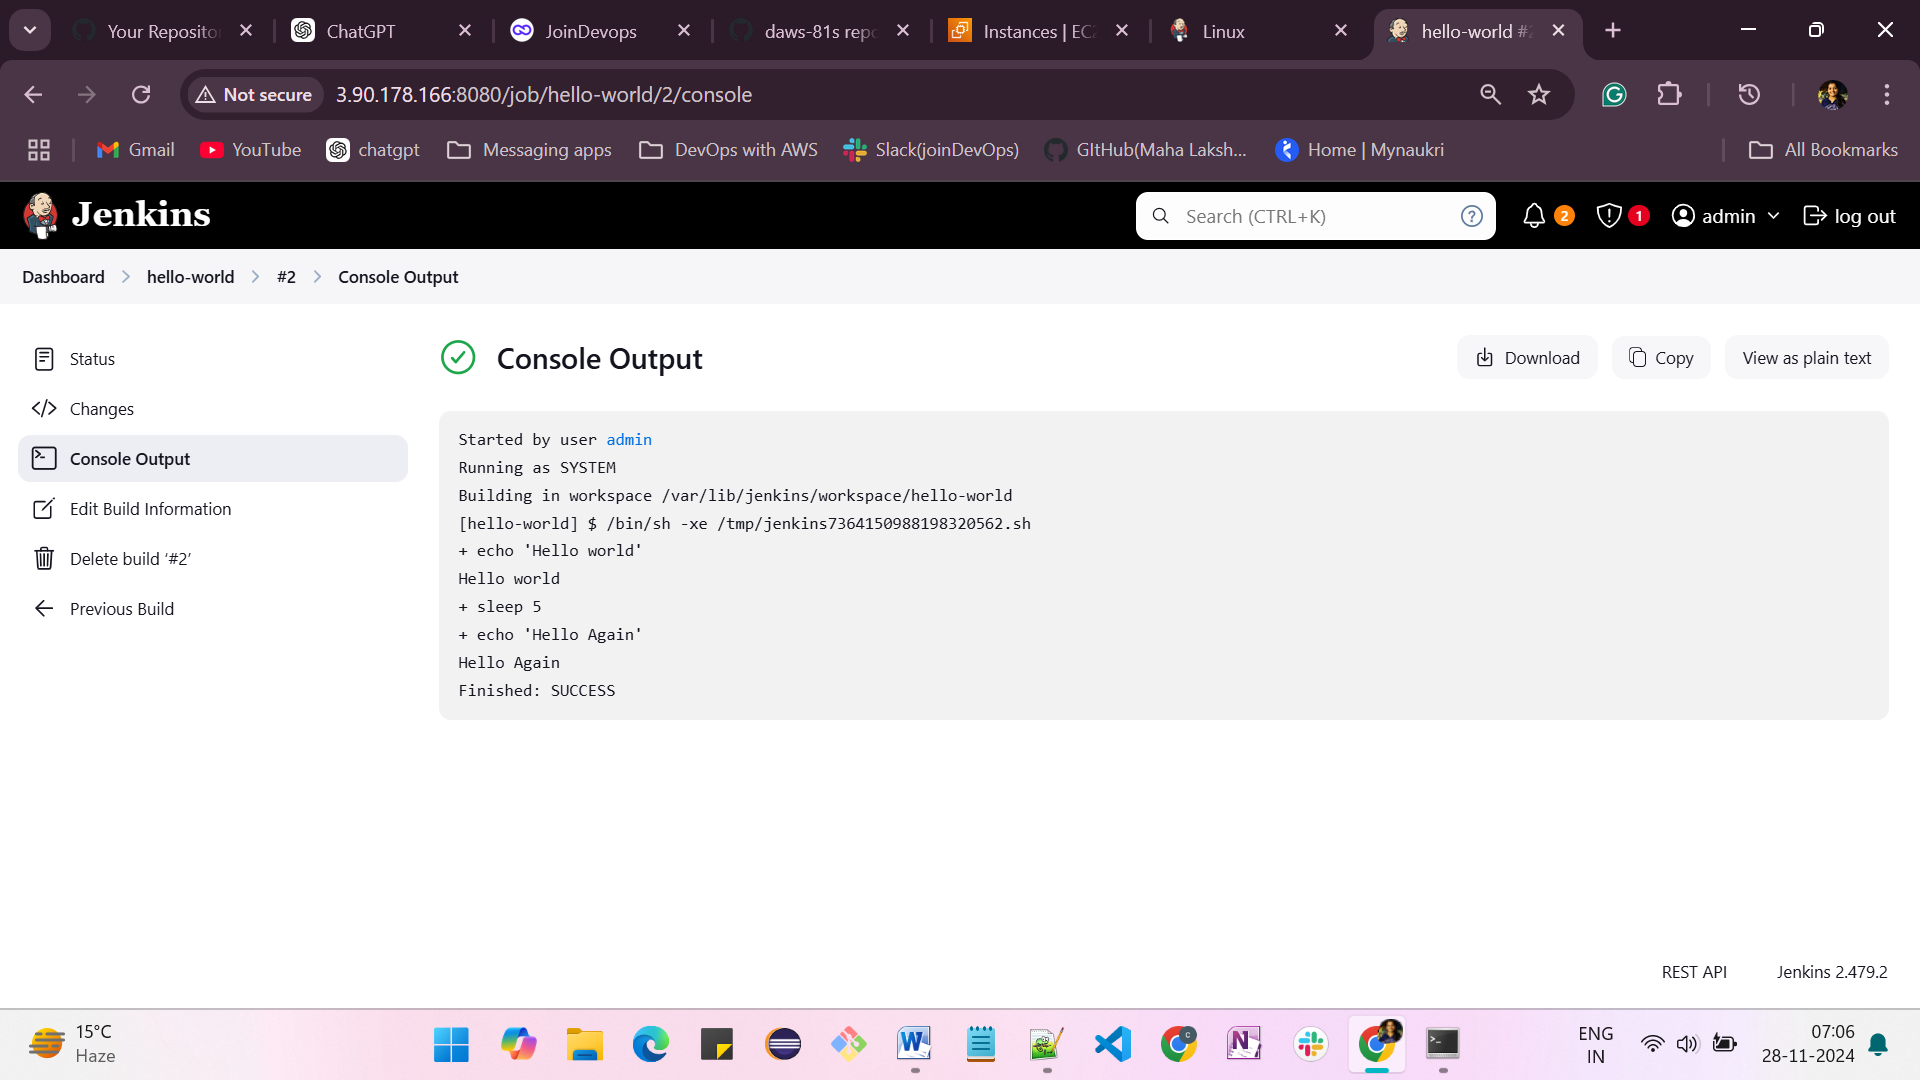 Your Reposito
ChatGPT
JoinDevops
daws-81s repo
Instances | EC2
Linux
hello-world #2
Not secure
3.90.178.166:8080/job/hello-world/2/console
Gmail
YouTube
chatgpt
Messaging apps
DevOps with AWS
Slack(joinDevOps)
GItHub(Maha Laksh...
Home | Mynaukri
All Bookmarks
Jenkins
Search (CTRL+K)
?
2
1
admin
log out
Dashboard
hello-world
#2
Console Output
Status
Changes
Console Output
Edit Build Information
Delete build ‘#2’
Previous Build
Console Output
Download
Copy
View as plain text
Started by user admin
Running as SYSTEM
Building in workspace /var/lib/jenkins/workspace/hello-world
[hello-world] $ /bin/sh -xe /tmp/jenkins7364150988198320562.sh
+ echo 'Hello world'
Hello world
+ sleep 5
+ echo 'Hello Again'
Hello Again
Finished: SUCCESS
REST API
Jenkins 2.479.2
15°C
Haze
ENG
IN
07:06
28-11-2024